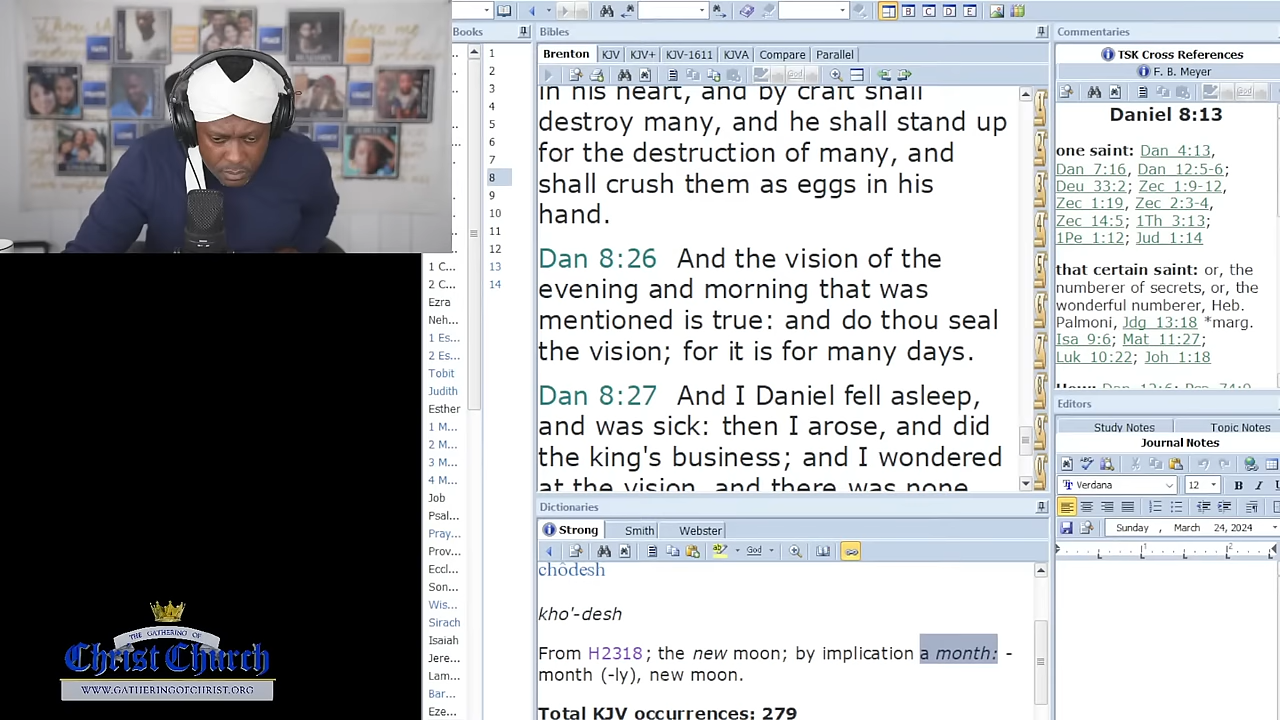 Books
1
2
3
4
5
6
7
8
9
10
11
12
13
14
1 C...
2 C...
Ezra
Neh...
1 Es...
2 Es...
Tobit
Judith
Esther
1 M...
2 M...
3 M...
4 M...
Job
Psal...
Pray...
Prov...
Eccl...
Son...
Wis...
Sirach
Isaiah
Jere...
Lam...
Bar...
Eze...
B C D E
Bibles
Brenton KJV KJV+ KJV-1611 KJVA Compare Parallel
in his heart, and by craft shall
destroy many, and he shall stand up
for the destruction of many, and
shall crush them as eggs in his
hand.
Dan 8:26 And the vision of the
evening and morning that was
mentioned is true: and do thou seal
the vision; for it is for many days.
Dan 8:27 And I Daniel fell asleep,
and was sick: then I arose, and did
the king's business; and I wondered
at the vision, and there was none
Dictionaries
Strong Smith Webster
God
chôdesh
kho'-desh
From H2318; the new moon; by implication a month: -
month (-ly), new moon.
Total KJV occurrences: 279
Commentaries
TSK Cross References
F. B. Meyer
Daniel 8:13
one saint: Dan 4:13,
Dan 7:16, Dan 12:5-6;
Deu 33:2; Zec 1:9-12,
Zec 1:19, Zec 2:3-4,
Zec 14:5; 1Th 3:13;
1Pe 1:12; Jud 1:14
that certain saint: or, the
numberer of secrets, or, the
wonderful numberer, Heb.
Palmoni, Jdg 13:18 *marg.
Isa 9:6; Mat 11:27;
Luk 10:22; Joh 1:18
Editors
Study Notes Topic Notes
Journal Notes
Verdana 12 B I U
Sunday , March 24, 2024
1 2
THE GATHERING OF
Christ Church
WWW.GATHERINGOFCHRIST.ORG